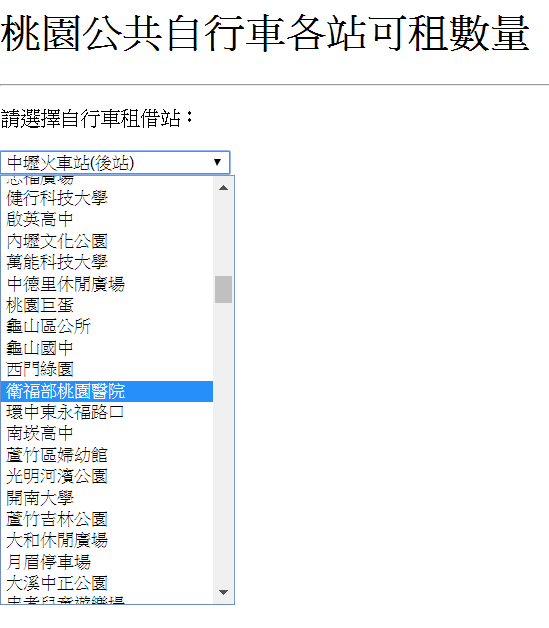 桃園公共自行車各站可租數量
請選擇自行車租借站：
中壢火車站(後站)
健行科技大學
啟英高中
內壢文化公園
萬能科技大學
中德里休閒廣場
桃園巨蛋
龜山區公所
龜山國中
西門綠園
衛福部桃園醫院
環中東永福路口
南崁高中
蘆竹區婦幼館
光明河濱公園
開南大學
蘆竹吉林公園
大和休閒廣場
月眉停車場
大溪中正公園